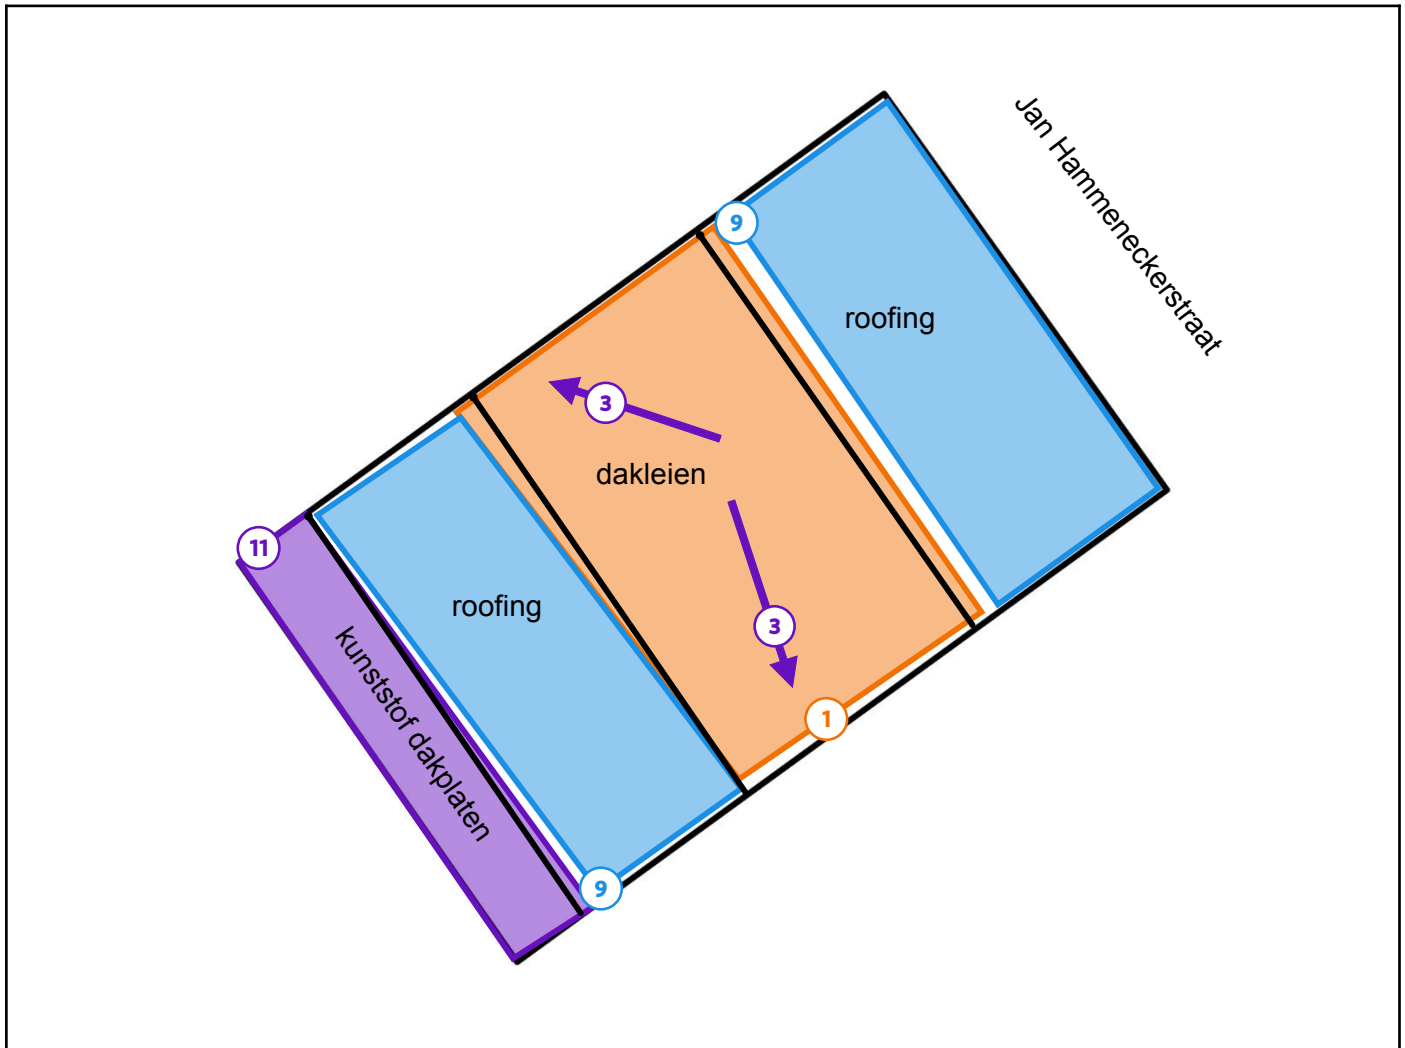 Jan Hammeneckerstraat
9
roofing
3
dakleien
11
roofing
3
kunststof dakplaten
1
9